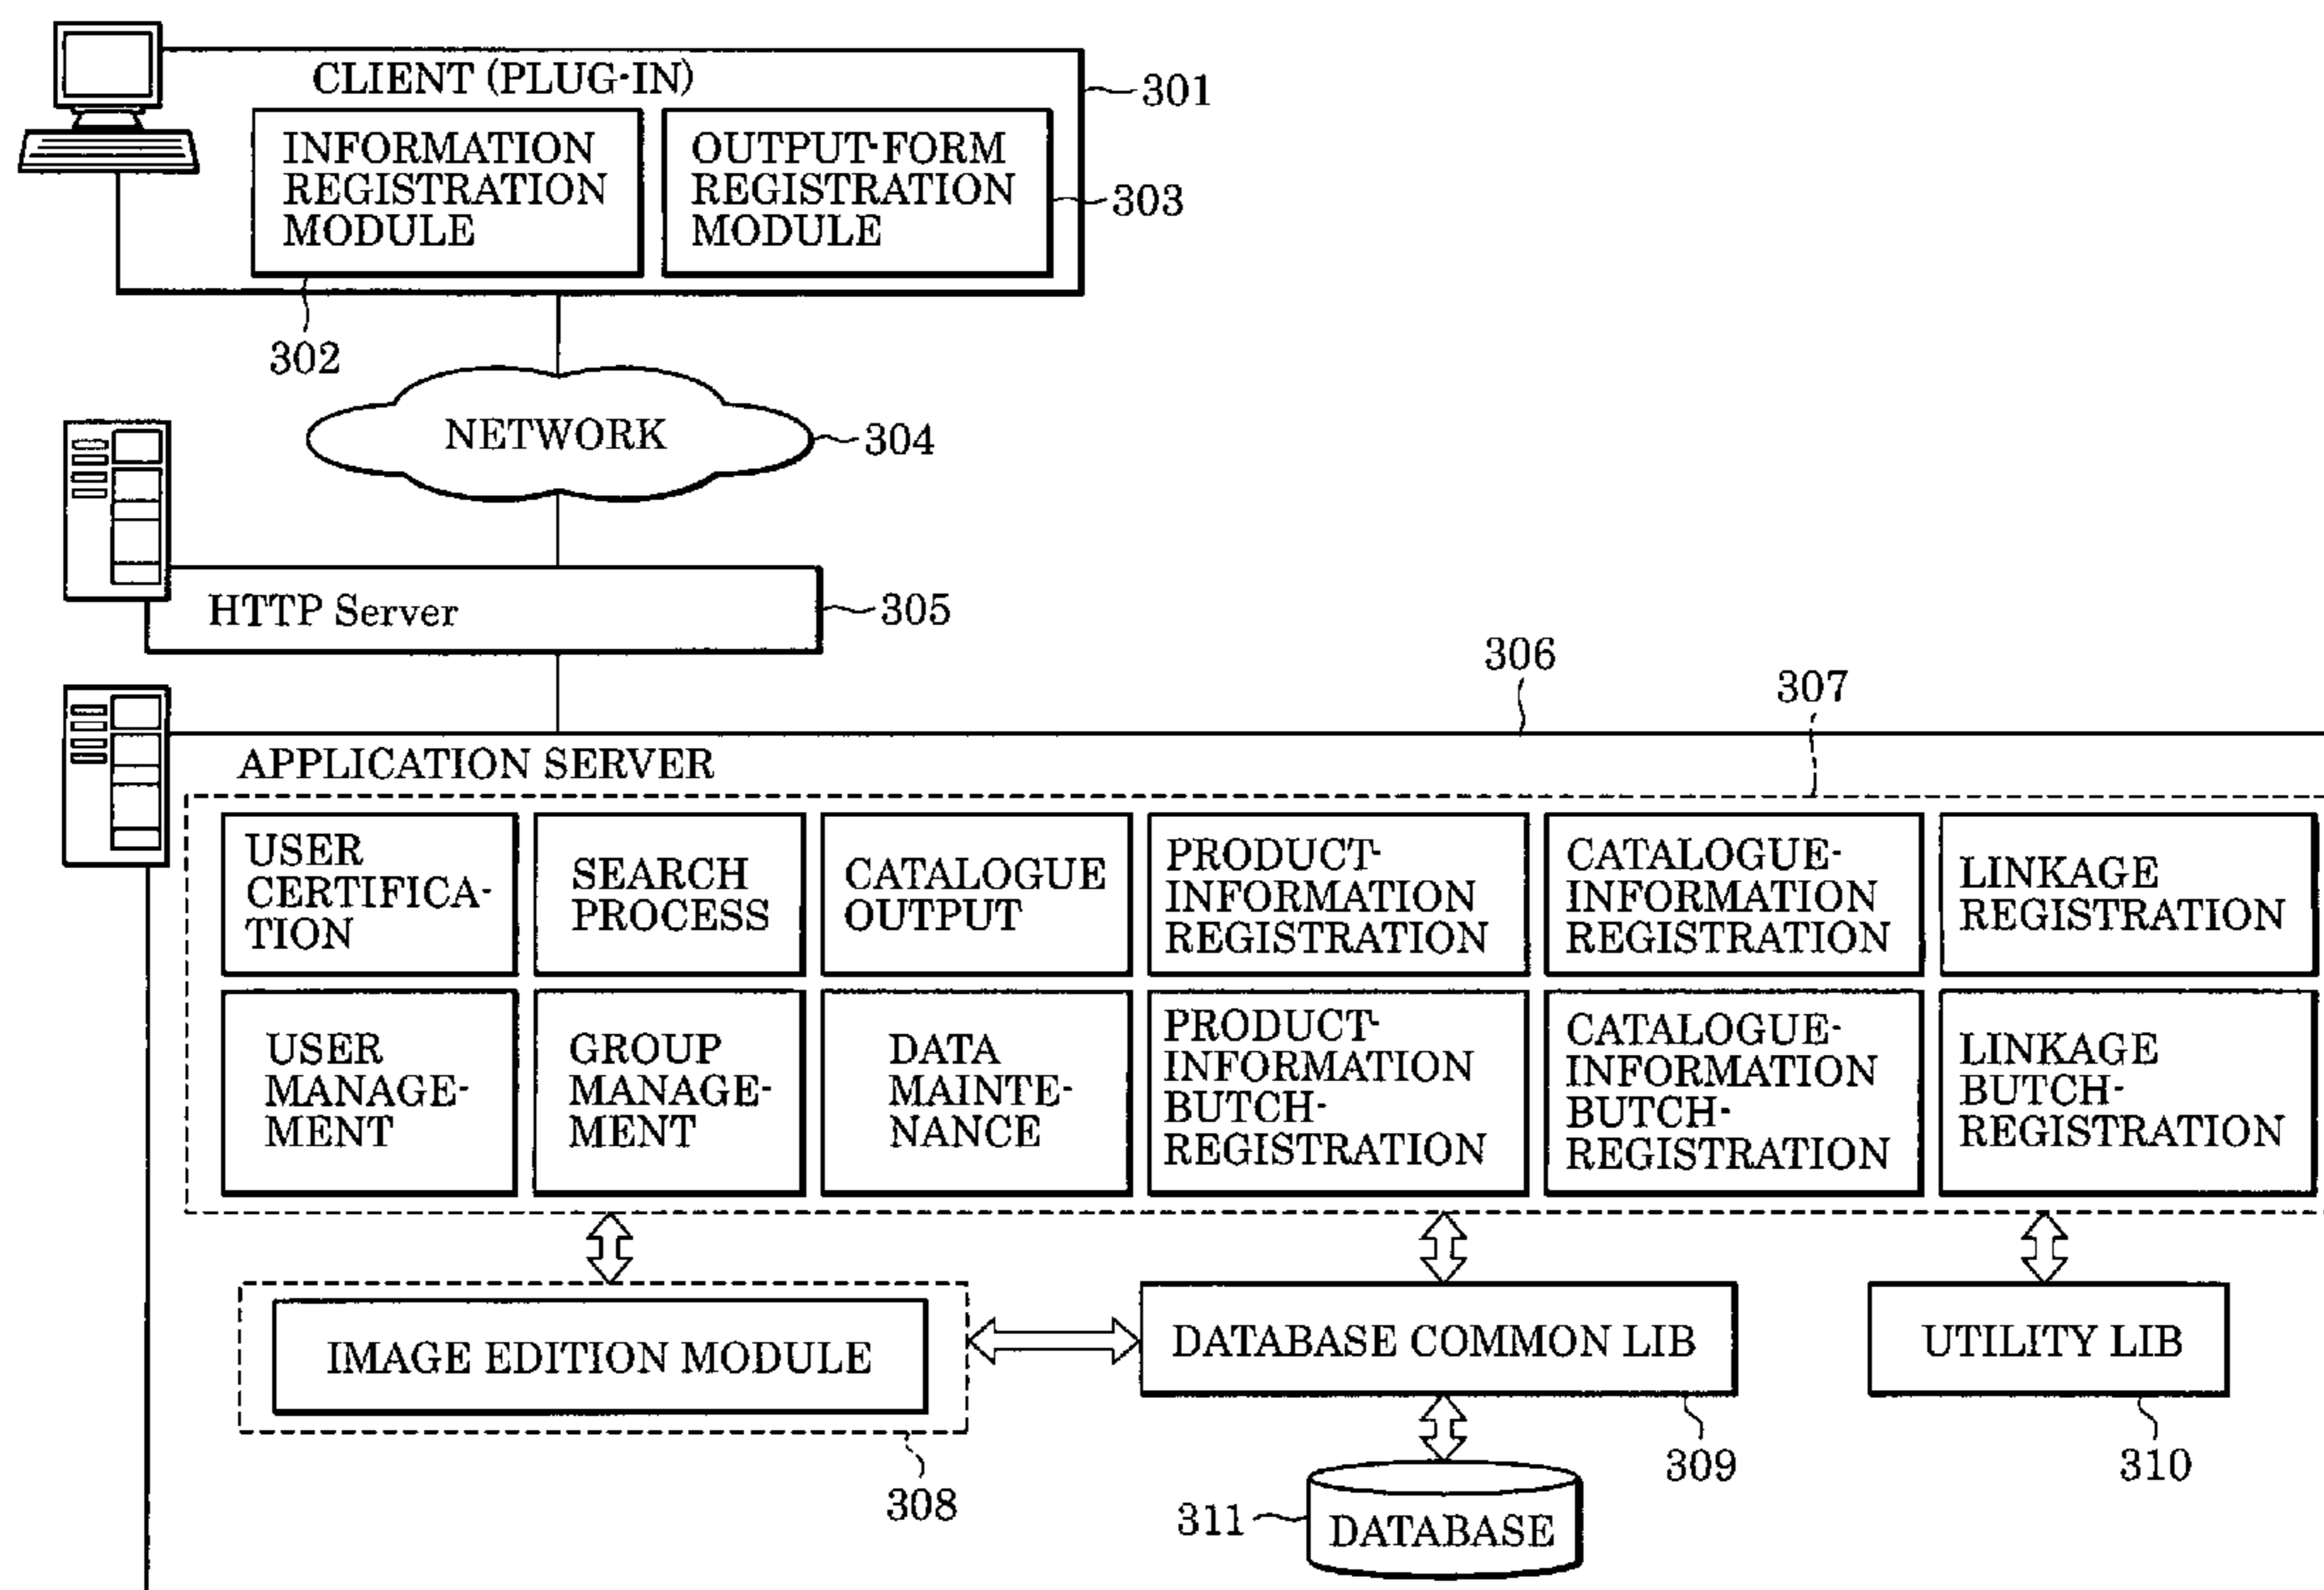 CLIENT (PLUG-IN)
301
INFORMATION
REGISTRATION
MODULE
OUTPUT-FORM
REGISTRATION
MODULE
303
302
NETWORK
304
HTTP Server
305
306
307
APPLICATION SERVER
USER
CERTIFICA-
TION
SEARCH
PROCESS
CATALOGUE
OUTPUT
PRODUCT-
INFORMATION
REGISTRATION
CATALOGUE-
INFORMATION
REGISTRATION
LINKAGE
REGISTRATION
USER
MANAGE-
MENT
GROUP
MANAGE-
MENT
DATA
MAINTE-
NANCE
PRODUCT-
INFORMATION
BUTCH-
REGISTRATION
CATALOGUE-
INFORMATION
BUTCH-
REGISTRATION
LINKAGE
BUTCH-
REGISTRATION
IMAGE EDITION MODULE
DATABASE COMMON LIB
UTILITY LIB
308
309
310
311
DATABASE